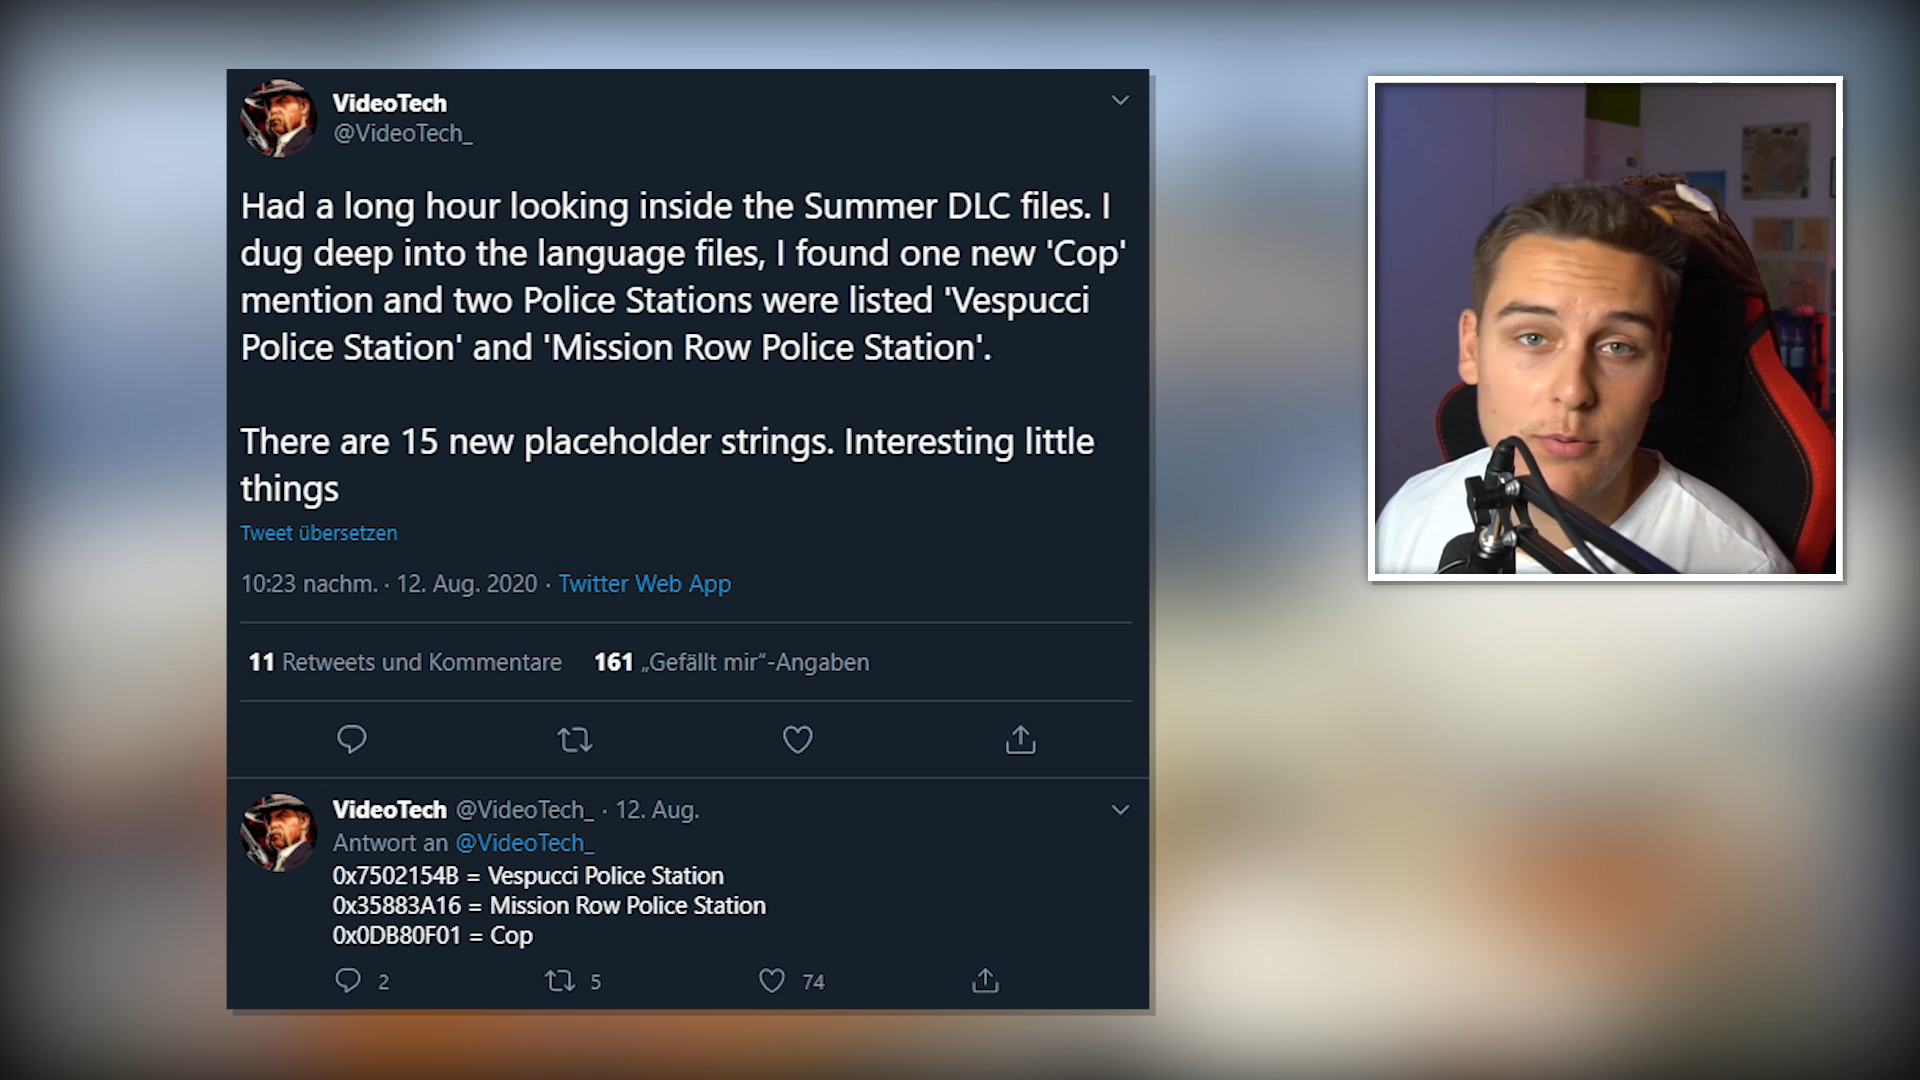 VideoTech
@VideoTech_
Had a long hour looking inside the Summer DLC files. I
dug deep into the language files, I found one new 'Cop'
mention and two Police Stations were listed 'Vespucci
Police Station' and 'Mission Row Police Station'.
There are 15 new placeholder strings. Interesting little
things
Tweet übersetzen
10:23 nachm. · 12. Aug. 2020 · Twitter Web App
11 Retweets und Kommentare 161 „Gefällt mir“-Angaben
VideoTech @VideoTech_ · 12. Aug.
Antwort an @VideoTech_
0x7502154B = Vespucci Police Station
0x35883A16 = Mission Row Police Station
0x0DB80F01 = Cop
2 5 74